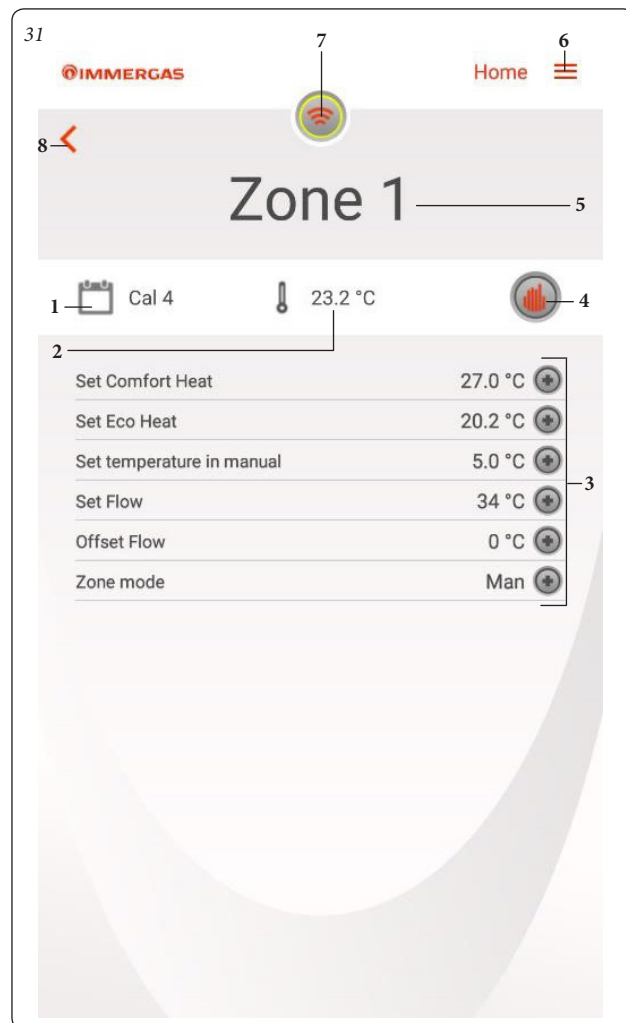 31
7
6
IMMERGAS
Home
8
Zone 1
5
1
Cal 4
23.2 °C
4
2
Set Comfort Heat 27.0 °C
Set Eco Heat 20.2 °C
Set temperature in manual 5.0 °C
3
Set Flow 34 °C
Offset Flow 0 °C
Zone mode Man